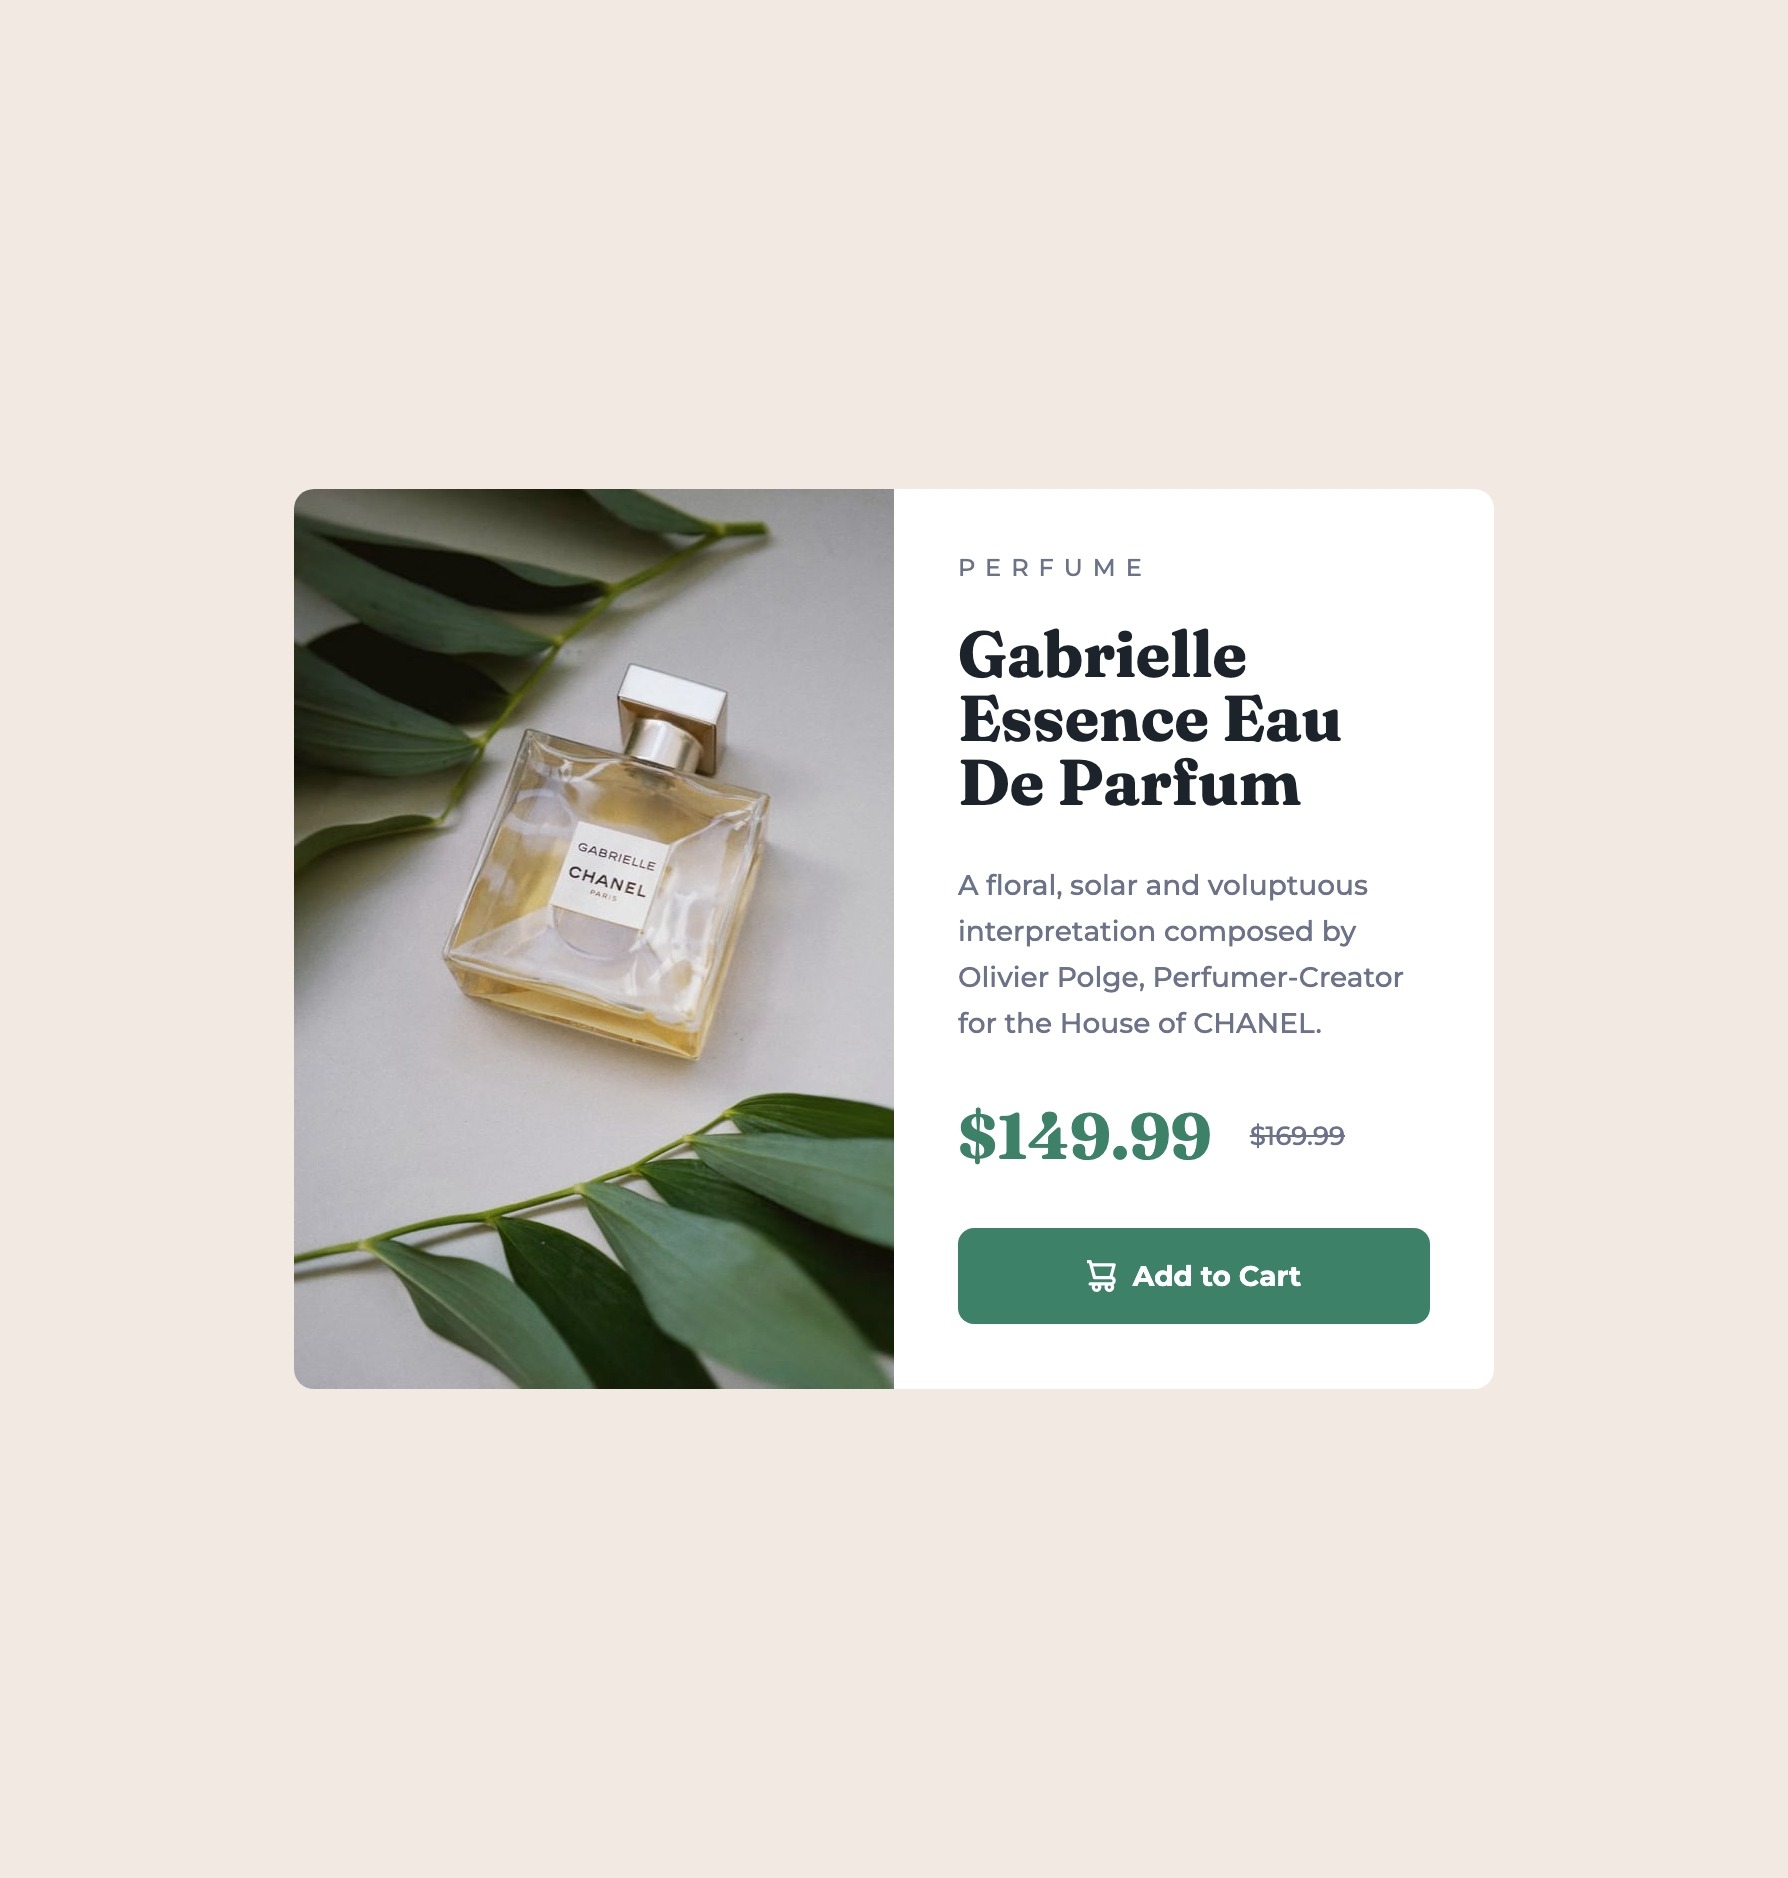 GABRIELLE
CHANEL
PARIS
PERFUME
Gabrielle
Essence Eau
De Parfum
A floral, solar and voluptuous
interpretation composed by
Olivier Polge, Perfumer-Creator
for the House of CHANEL.
$149.99 $169.99
Add to Cart